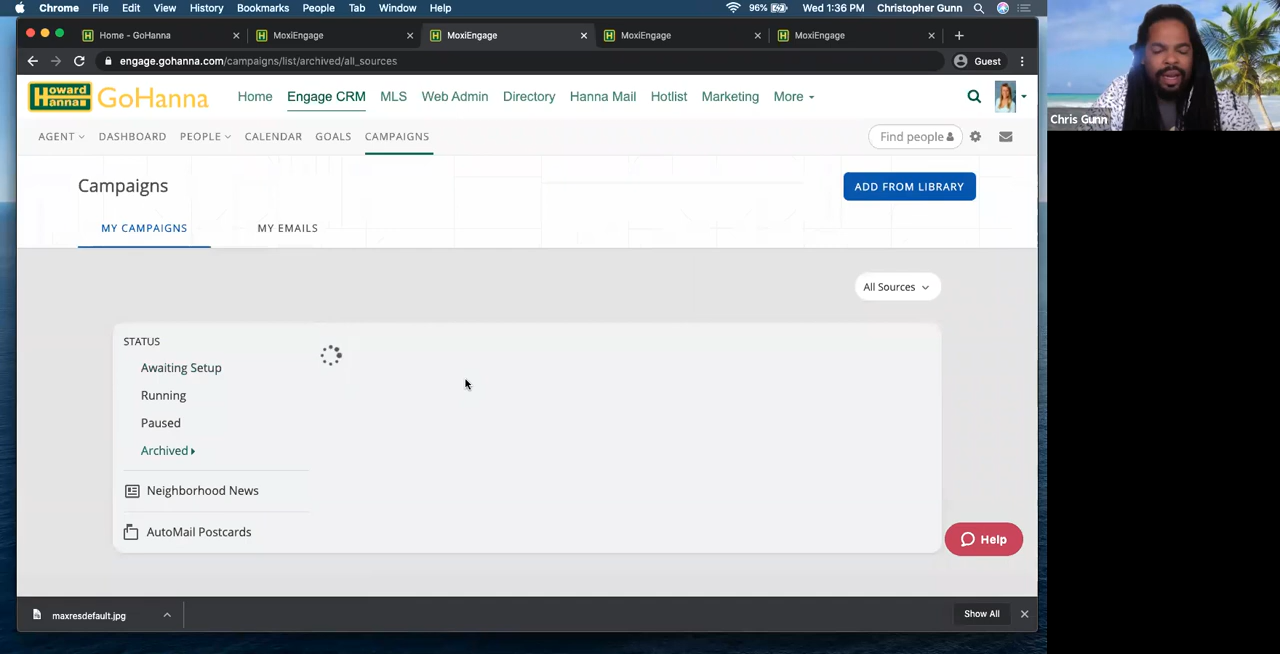 Chrome File Edit View History Bookmarks People Tab Window Help 96% Wed 1:36 PM Christopher Gunn
Home - GoHanna MoxiEngage MoxiEngage MoxiEngage MoxiEngage
engage.gohanna.com/campaigns/list/archived/all_sources Guest
Howard Hanna GoHanna Home Engage CRM MLS Web Admin Directory Hanna Mail Hotlist Marketing More
Chris Gunn
AGENT DASHBOARD PEOPLE CALENDAR GOALS CAMPAIGNS Find people
Campaigns ADD FROM LIBRARY
MY CAMPAIGNS MY EMAILS
All Sources
STATUS
Awaiting Setup
Running
Paused
Archived
Neighborhood News
AutoMail Postcards
Help
maxresdefault.jpg Show All